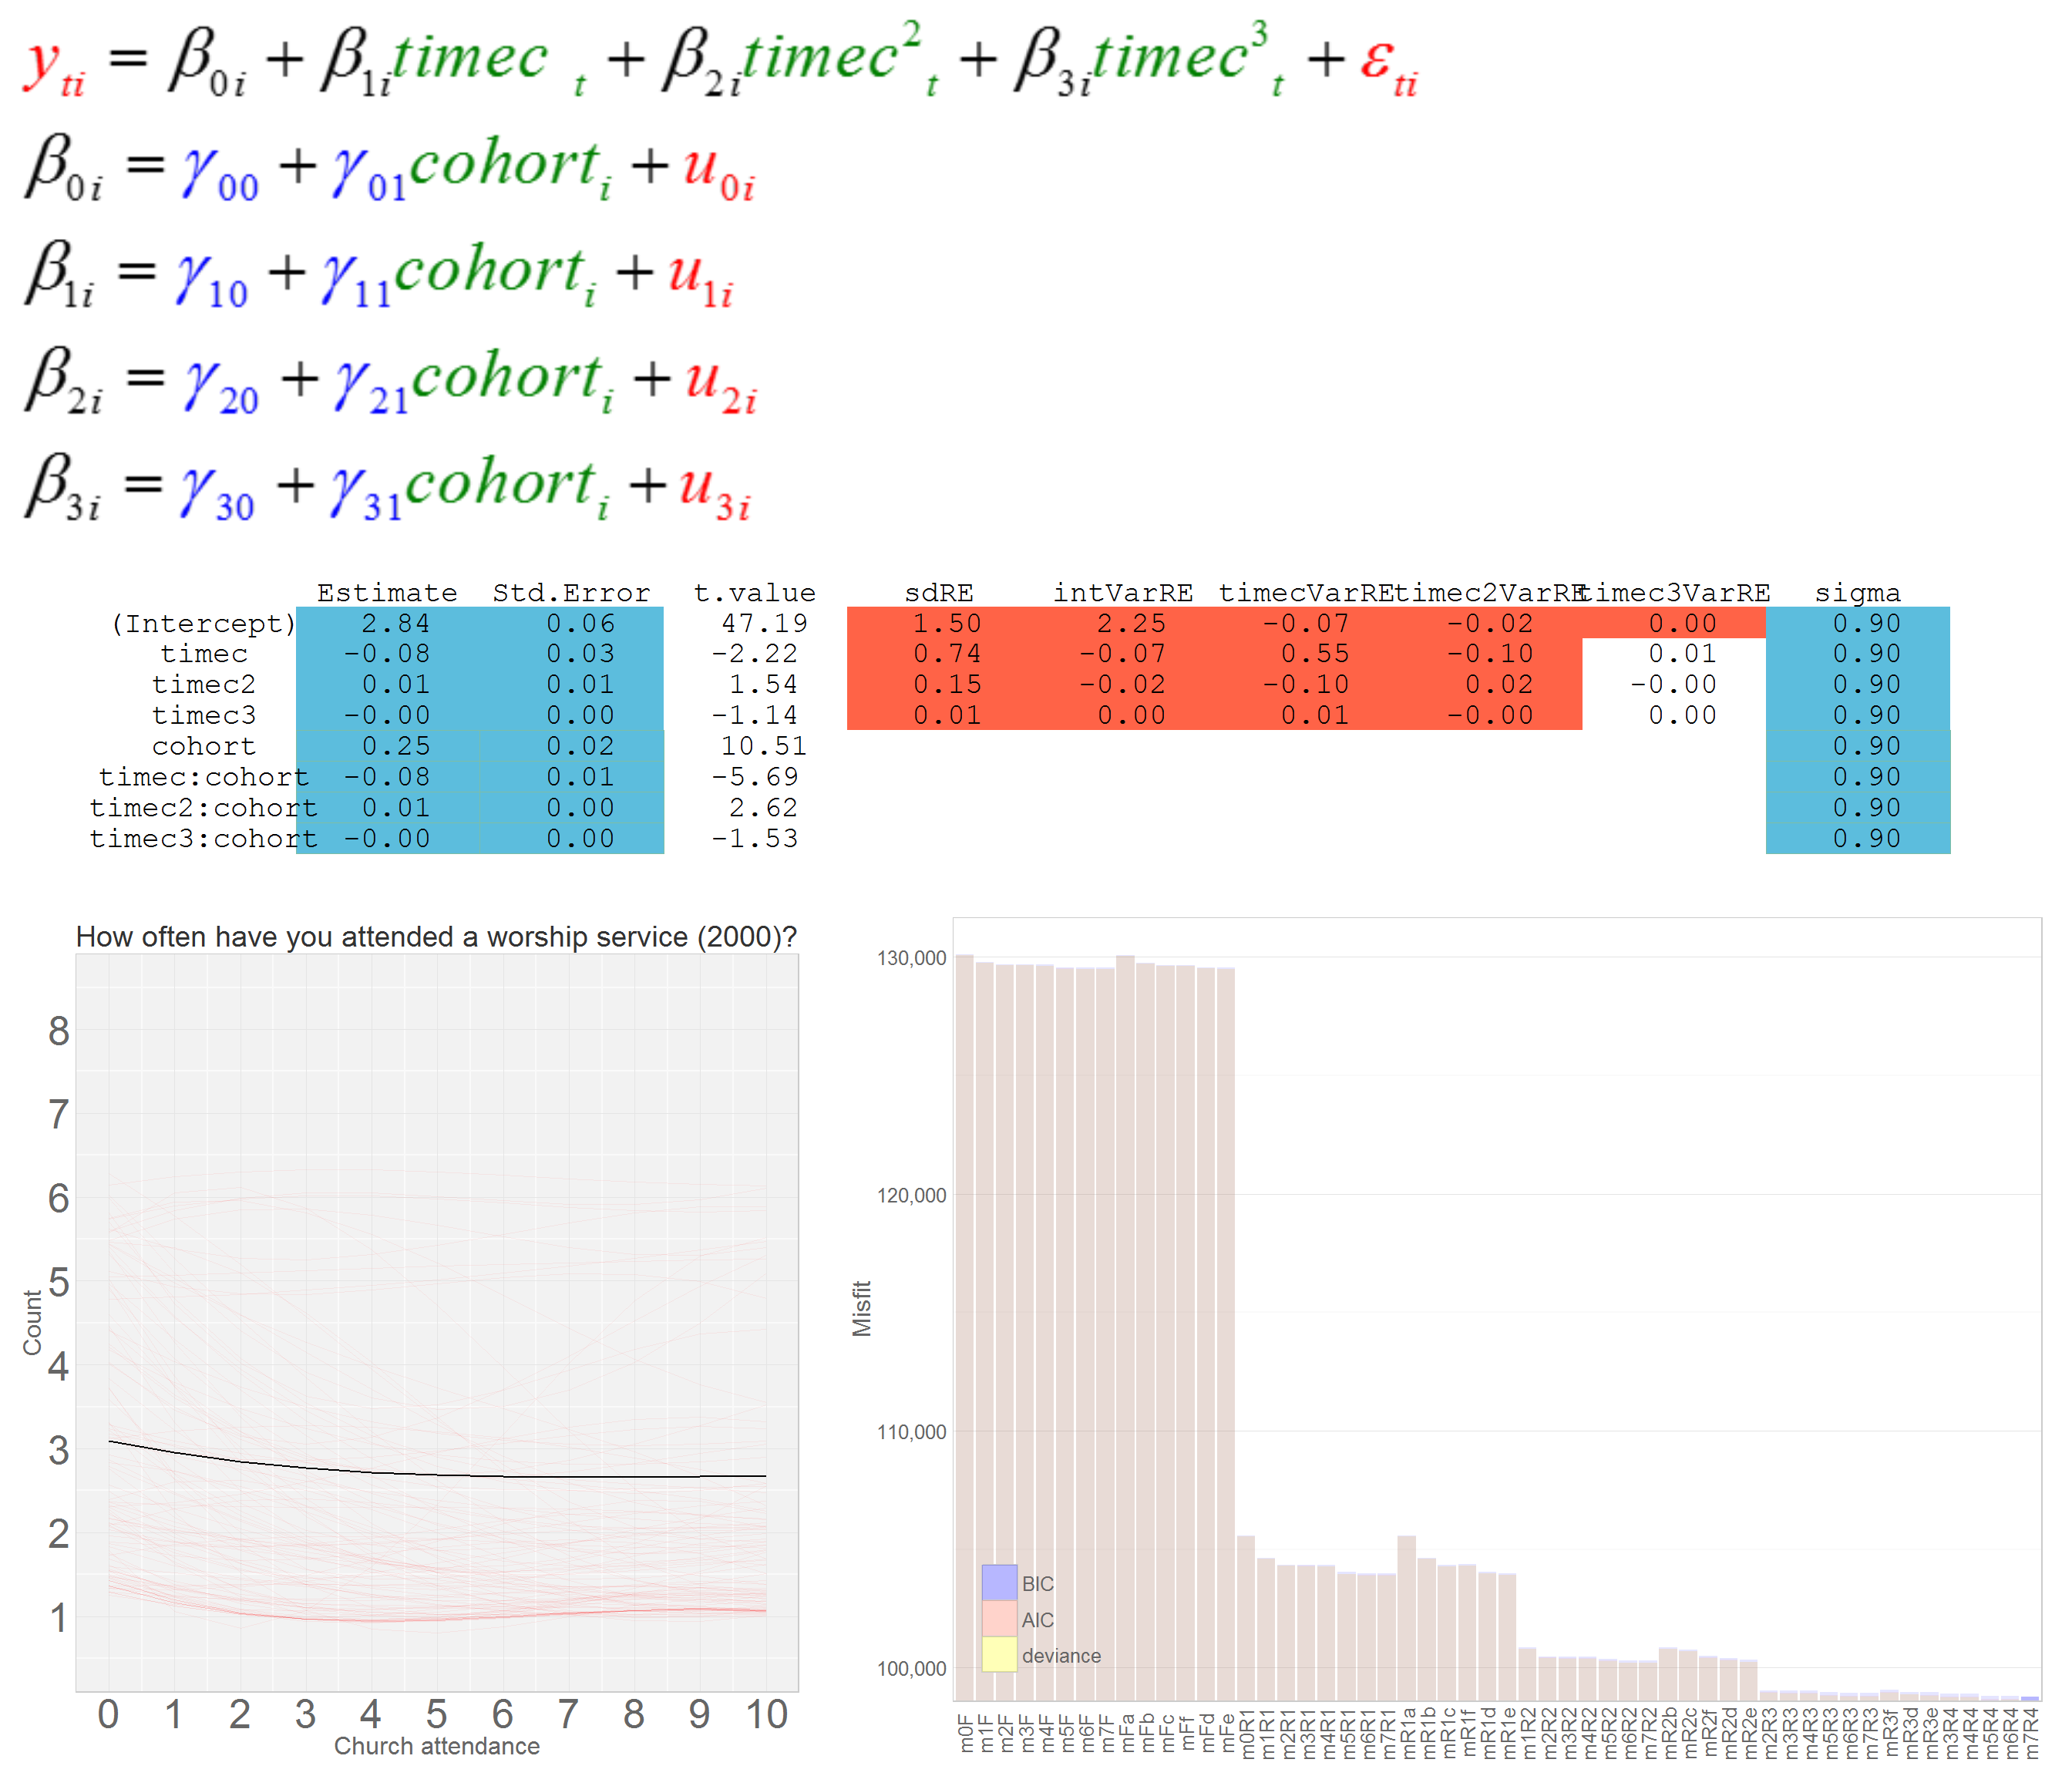 y_ti = β_0i + β_1i timec_t + β_2i timec²_t + β_3i timec³_t + ε_ti
β_0i = γ_00 + γ_01 cohort_i + u_0i
β_1i = γ_10 + γ_11 cohort_i + u_1i
β_2i = γ_20 + γ_21 cohort_i + u_2i
β_3i = γ_30 + γ_31 cohort_i + u_3i
Estimate Std.Error t.value sdRE intVarRE timecVarRE timec2VarRE timec3VarRE sigma
(Intercept) 2.84 0.06 47.19 1.50 2.25 -0.07 -0.02 0.00 0.90
timec -0.08 0.03 -2.22 0.74 -0.07 0.55 -0.10 0.01 0.90
timec2 0.01 0.01 1.54 0.15 -0.02 -0.10 0.02 -0.00 0.90
timec3 -0.00 0.00 -1.14 0.01 0.00 0.01 -0.00 0.00 0.90
cohort 0.25 0.02 10.51 0.90
timec:cohort -0.08 0.01 -5.69 0.90
timec2:cohort 0.01 0.00 2.62 0.90
timec3:cohort -0.00 0.00 -1.53 0.90
How often have you attended a worship service (2000)?
8
7
6
5
4
3
2
1
Count
0 1 2 3 4 5 6 7 8 9 10
Church attendance
130,000
120,000
110,000
100,000
Misfit
BIC
AIC
deviance
m0F m1F m2F m3F m4F m5F m6F m7F mFa mFb mFc mFf mFd mFe m0R1 m1R1 m2R1 m3R1 m4R1 m5R1 m6R1 m7R1 mR1a mR1b mR1c mR1f mR1d mR1e m1R2 m2R2 m3R2 m4R2 m5R2 m6R2 m7R2 mR2b mR2c mR2f mR2d mR2e m2R3 m3R3 m4R3 m5R3 m6R3 m7R3 mR3f mR3d mR3e m3R4 m4R4 m5R4 m6R4 m7R4